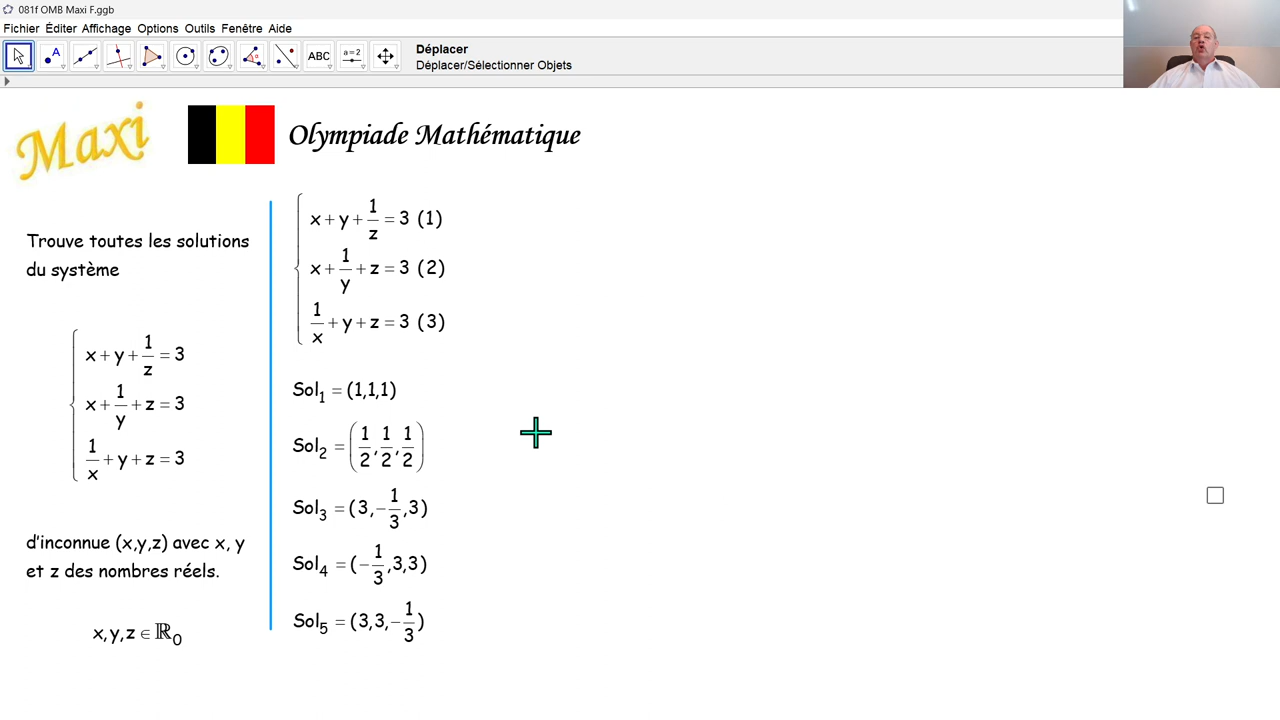 081f OMB Maxi F.ggb
Fichier Éditer Affichage Options Outils Fenêtre Aide
A
ABC
a=2
Déplacer
Déplacer/Sélectionner Objets
Maxi
Olympiade Mathématique
Trouve toutes les solutions
du système
x+y+1/z=3
x+1/y+z=3
1/x+y+z=3
d'inconnue (x,y,z) avec x, y
et z des nombres réels.
x,y,z∈ℝ₀
x+y+1/z=3 (1)
x+1/y+z=3 (2)
1/x+y+z=3 (3)
Sol₁ = (1,1,1)
Sol₂ = (1/2,1/2,1/2)
Sol₃ = (3,-1/3,3)
Sol₄ = (-1/3,3,3)
Sol₅ = (3,3,-1/3)